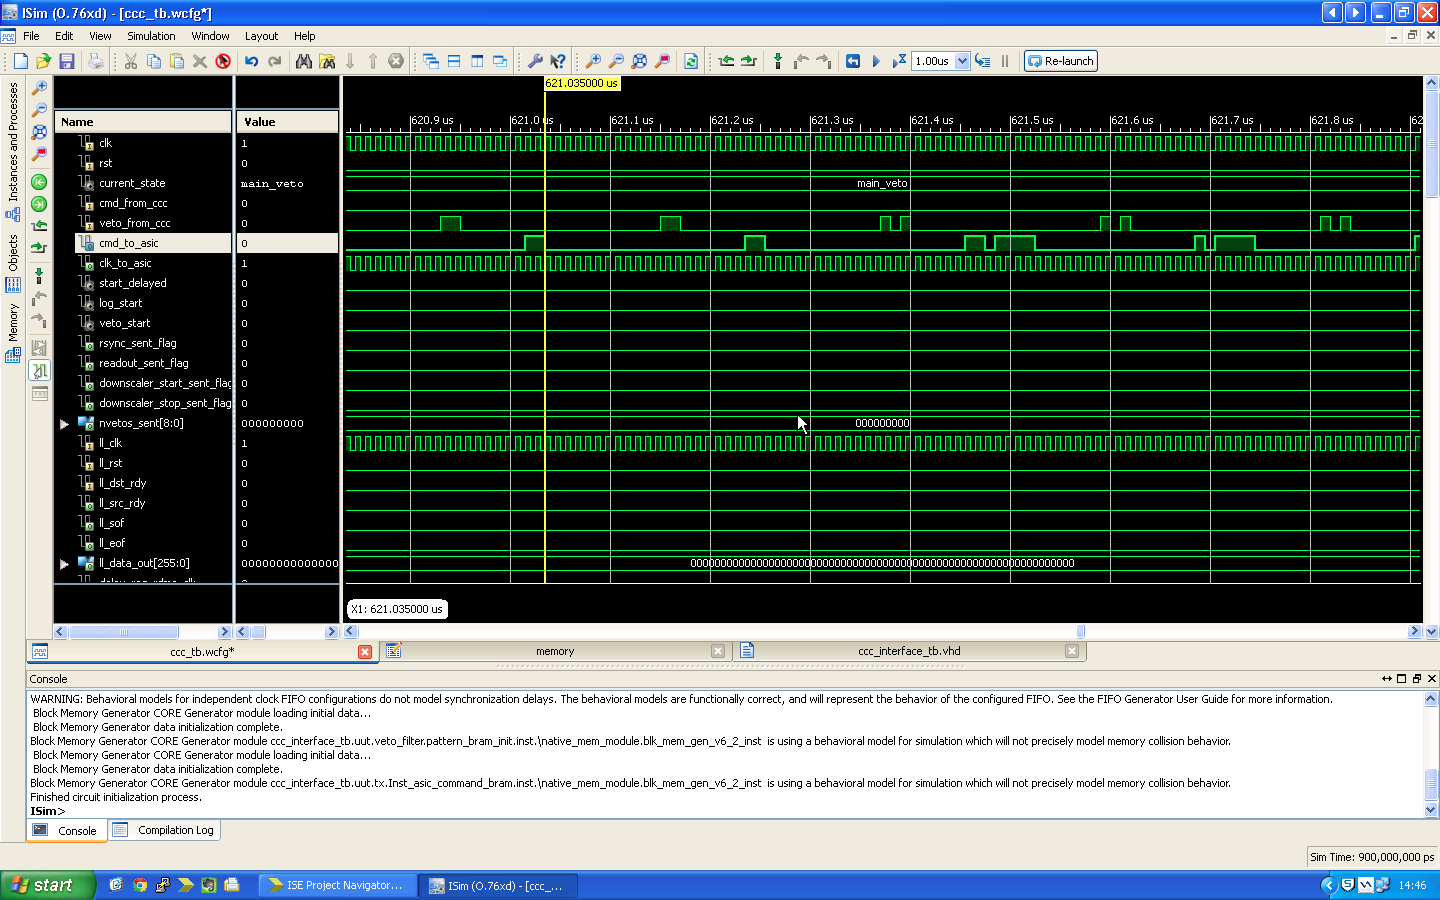 ISim (O.76xd) - [ccc_tb.wcfg*]
File Edit View Simulation Window Layout Help
1.00us Re-launch
Instances and Processes
Objects
Memory
621.035000 us
Name Value
620.9 us 621.0 us 621.1 us 621.2 us 621.3 us 621.4 us 621.5 us 621.6 us 621.7 us 621.8 us
clk 1
rst 0
current_state main_veto main_veto
cmd_from_ccc 0
veto_from_ccc 0
cmd_to_asic 0
clk_to_asic 1
start_delayed 0
log_start 0
veto_start 0
rsync_sent_flag 0
readout_sent_flag 0
downscaler_start_sent_flag 0
downscaler_stop_sent_flag 0
nvetos_sent[8:0] 000000000 000000000
ll_clk 1
ll_rst 0
ll_dst_rdy 0
ll_src_rdy 0
ll_sof 0
ll_eof 0
ll_data_out[255:0] 00000000000000 0000000000000000000000000000000000000000000000000000000000000000
X1: 621.035000 us
ccc_tb.wcfg* memory ccc_interface_tb.vhd
Console
WARNING: Behavioral models for independent clock FIFO configurations do not model synchronization delays. The behavioral models are functionally correct, and will represent the behavior of the configured FIFO. See the FIFO Generator User Guide for more information.
Block Memory Generator CORE Generator module loading initial data...
Block Memory Generator data initialization complete.
Block Memory Generator CORE Generator module ccc_interface_tb.uut.veto_filter.pattern_bram_init.inst.\native_mem_module.blk_mem_gen_v6_2_inst is using a behavioral model for simulation which will not precisely model memory collision behavior.
Block Memory Generator CORE Generator module loading initial data...
Block Memory Generator data initialization complete.
Block Memory Generator CORE Generator module ccc_interface_tb.uut.tx.Inst_asic_command_bram.inst.\native_mem_module.blk_mem_gen_v6_2_inst is using a behavioral model for simulation which will not precisely model memory collision behavior.
Finished circuit initialization process.
ISim>
Console Compilation Log
Sim Time: 900,000,000 ps
start ISE Project Navigator... ISim (O.76xd) - [ccc_... 14:46